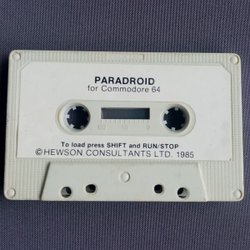 PARADROID
for Commodore 64
To load press SHIFT and RUN/STOP
©HEWSON CONSULTANTS LTD. 1985